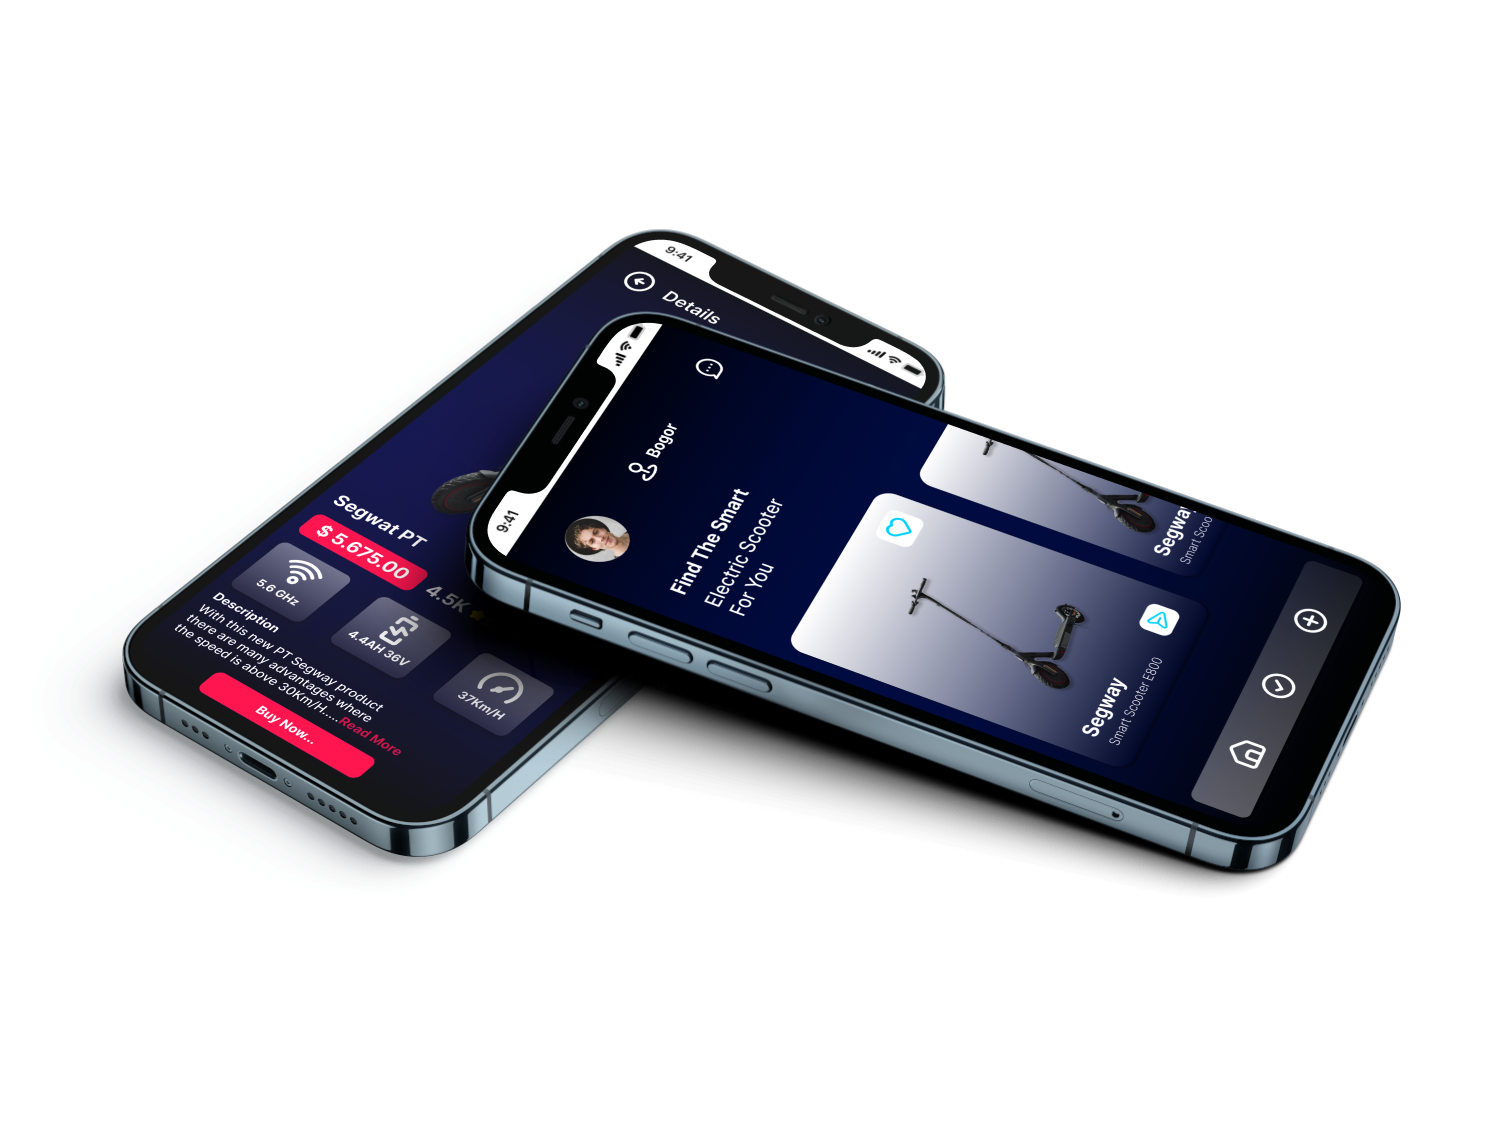 9:41
Details
Segwat PT
$ 5.675.00
4.5K
5.6 GHz
4.4AH 36V
37Km/H
Description
With this new PT Segway product
there are many advantages where
the speed is above 30Km/H....Read More
Buy Now...
9:41
Bogor
Find The Smart
Electric Scooter
For You
Segway
Smart Scooter E800
Segway
Smart Scoo